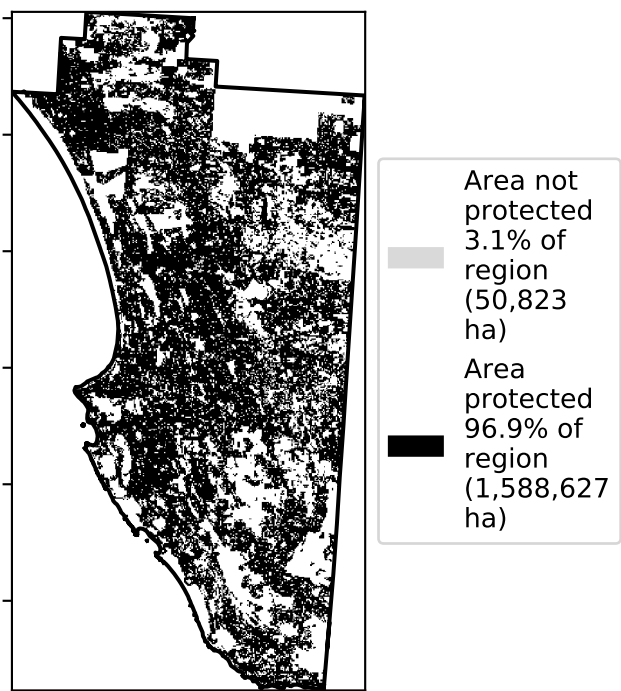 Area not
protected
3.1% of
region
(50,823
ha)
Area
protected
96.9% of
region
(1,588,627
ha)